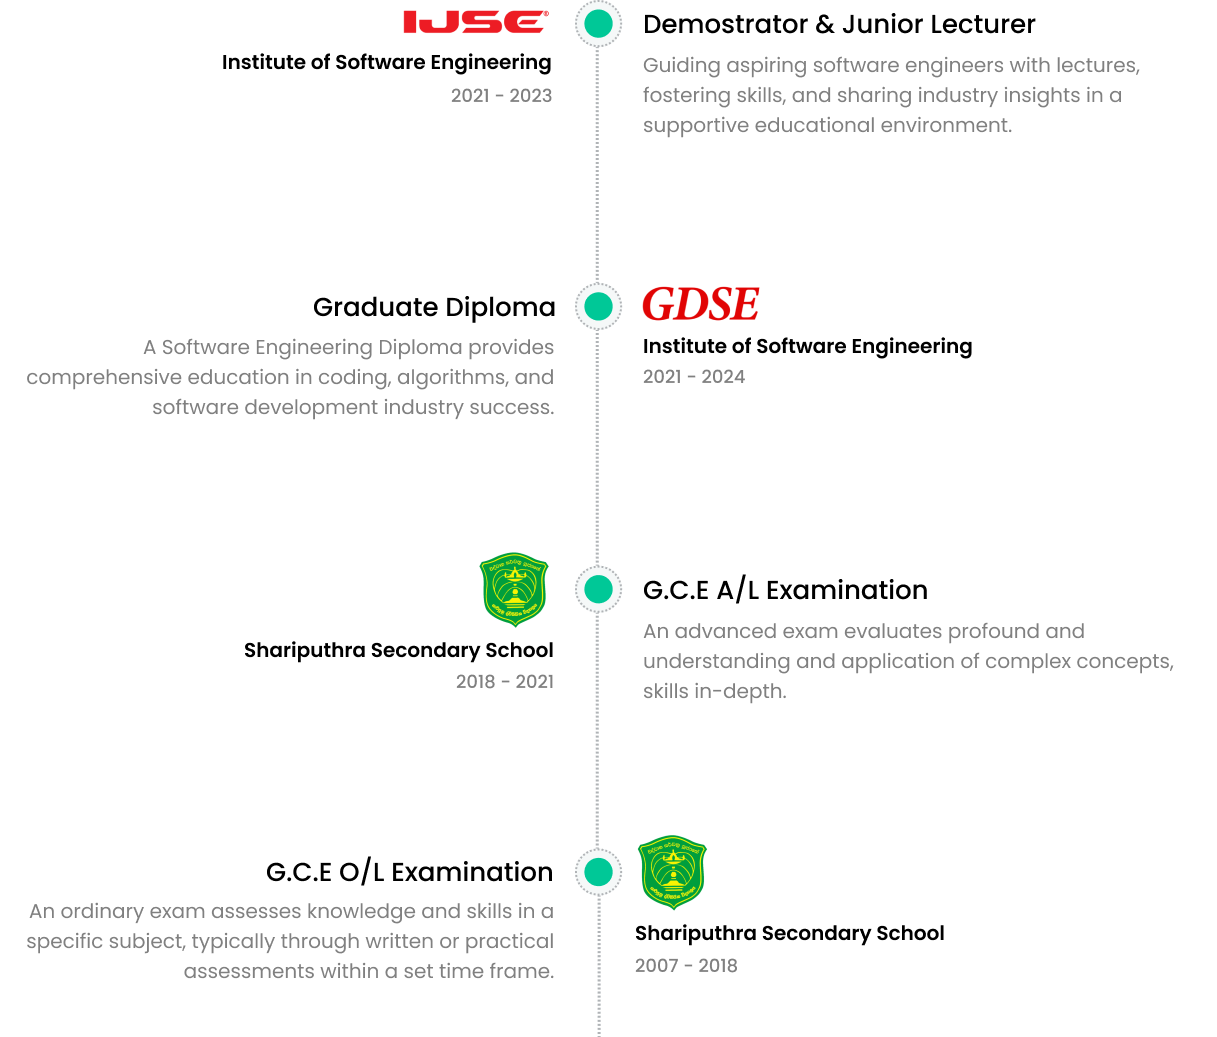 IJSE®
Institute of Software Engineering
2021 - 2023
Demostrator & Junior Lecturer
Guiding aspiring software engineers with lectures,
fostering skills, and sharing industry insights in a
supportive educational environment.
Graduate Diploma
A Software Engineering Diploma provides
comprehensive education in coding, algorithms, and
software development industry success.
GDSE
Institute of Software Engineering
2021 - 2024
Shariputhra Secondary School
2018 - 2021
G.C.E A/L Examination
An advanced exam evaluates profound and
understanding and application of complex concepts,
skills in-depth.
G.C.E O/L Examination
An ordinary exam assesses knowledge and skills in a
specific subject, typically through written or practical
assessments within a set time frame.
Shariputhra Secondary School
2007 - 2018